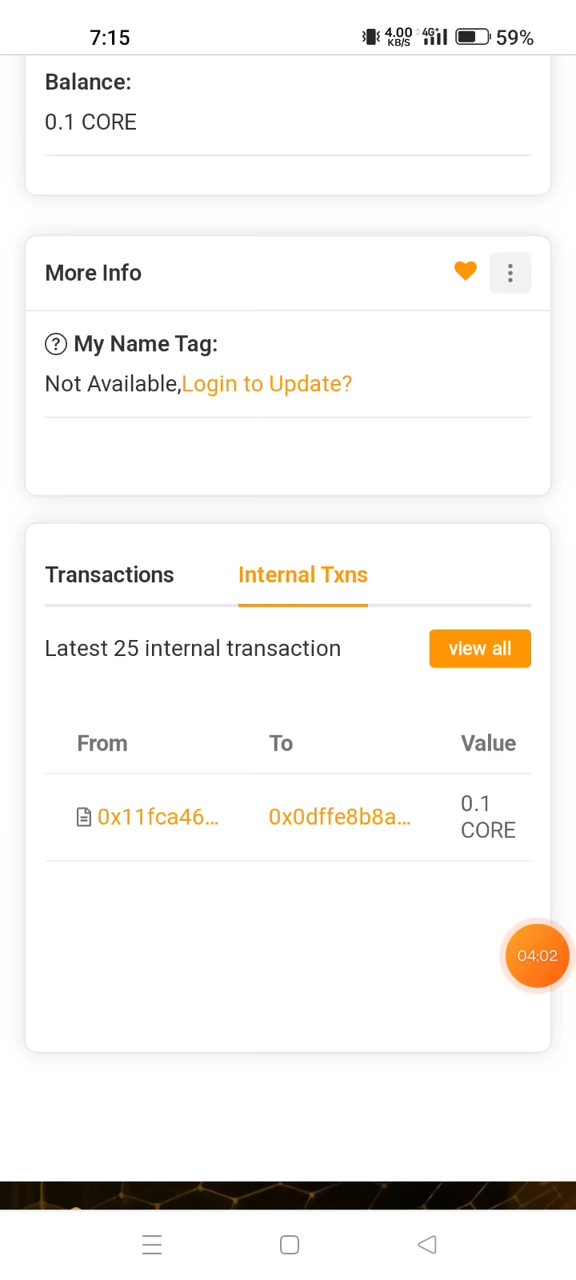 7:15 4.00 KB/S 4G+ 59%
Balance:
0.1 CORE
More Info
? My Name Tag:
Not Available,Login to Update?
Transactions Internal Txns
Latest 25 internal transaction view all
From To Value
0x11fca46... 0x0dffe8b8a... 0.1
CORE
04:02